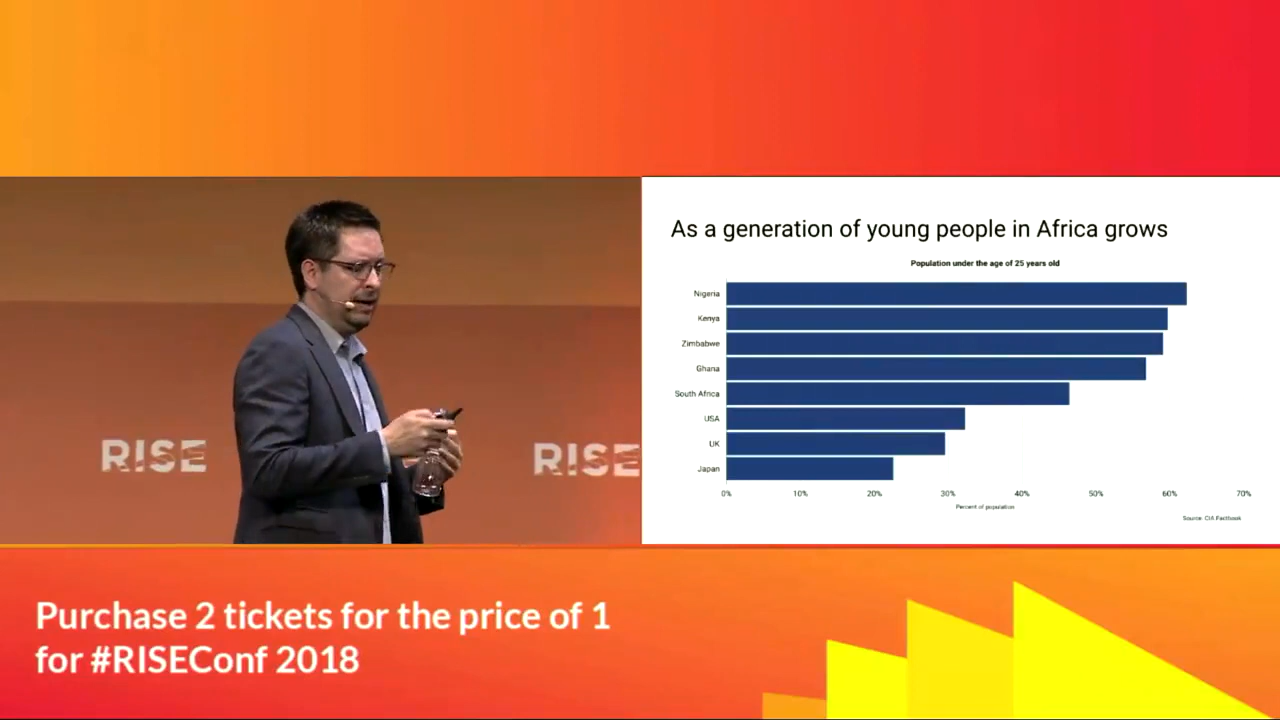 RISE
RISE
As a generation of young people in Africa grows
Population under the age of 25 years old
Nigeria
Kenya
Zimbabwe
Ghana
South Africa
USA
UK
Japan
0% 10% 20% 30% 40% 50% 60% 70%
Percent of population
Source: CIA Factbook
Purchase 2 tickets for the price of 1
for #RISEConf 2018